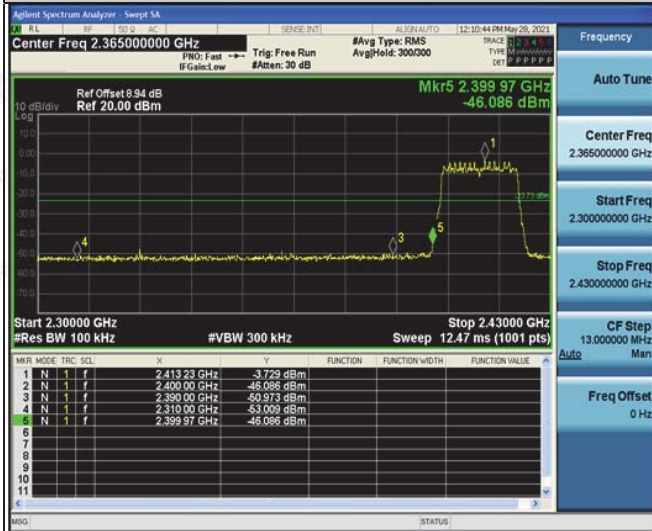 Agilent Spectrum Analyzer - Swept SA
RL RF 50 Ω AC SENSE:INT ALIGN AUTO 12:10:44 PM May 28, 2021
Center Freq 2.365000000 GHz
PNO: Fast
IFGain:Low
Trig: Free Run
#Atten: 30 dB
#Avg Type: RMS
Avg|Hold: 300/300
TRACE 1 2 3 4 5 6
TYPE M
DET P P P P P P
Ref Offset 8.94 dB
Ref 20.00 dBm
Mkr5 2.399 97 GHz
-46.086 dBm
10 dB/div
Log
10.0
0.00
-10.0
-20.0
-30.0
-40.0
-50.0
-60.0
-70.0
1
4
3
5
Start 2.30000 GHz
Stop 2.43000 GHz
#Res BW 100 kHz
#VBW 300 kHz
Sweep 12.47 ms (1001 pts)
MKR MODE TRC SCL X Y FUNCTION FUNCTION WIDTH FUNCTION VALUE
1 N 1 f 2.413 23 GHz -3.729 dBm
2 N 1 f 2.400 00 GHz -46.086 dBm
3 N 1 f 2.390 00 GHz -50.973 dBm
4 N 1 f 2.310 00 GHz -53.009 dBm
5 N 1 f 2.399 97 GHz -46.086 dBm
6
7
8
9
10
11
MSG
STATUS
Frequency
Auto Tune
Center Freq
2.365000000 GHz
Start Freq
2.300000000 GHz
Stop Freq
2.430000000 GHz
CF Step
13.000000 MHz
Auto Man
Freq Offset
0 Hz